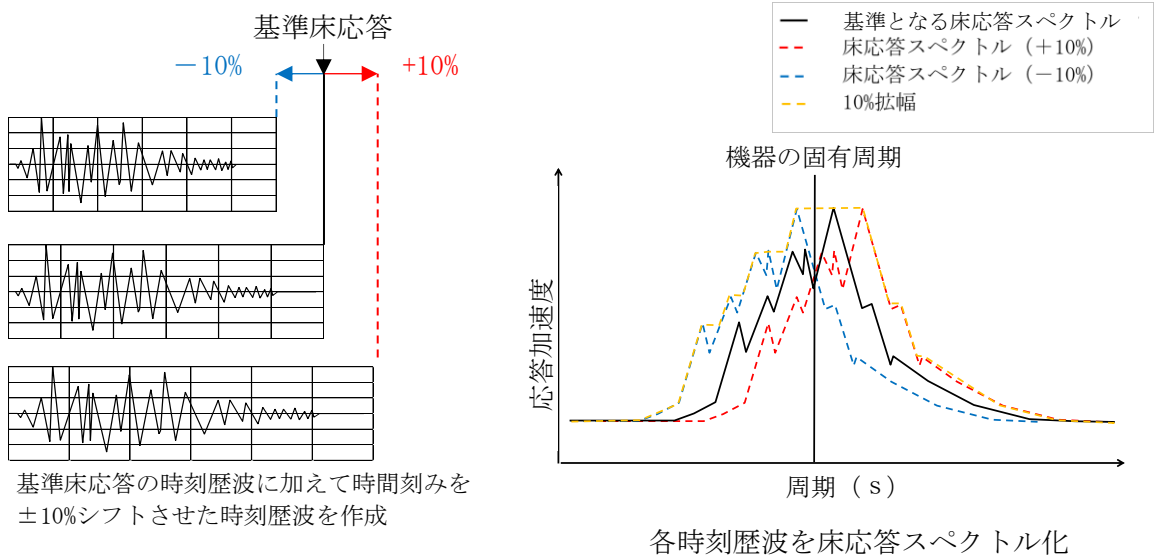 基準床応答
－10%
+10%
基準床応答の時刻歴波に加えて時間刻みを
±10%シフトさせた時刻歴波を作成
基準となる床応答スペクトル
床応答スペクトル（＋10%）
床応答スペクトル（－10%）
10%拡幅
機器の固有周期
応答加速度
周期（ｓ）
各時刻歴波を床応答スペクトル化